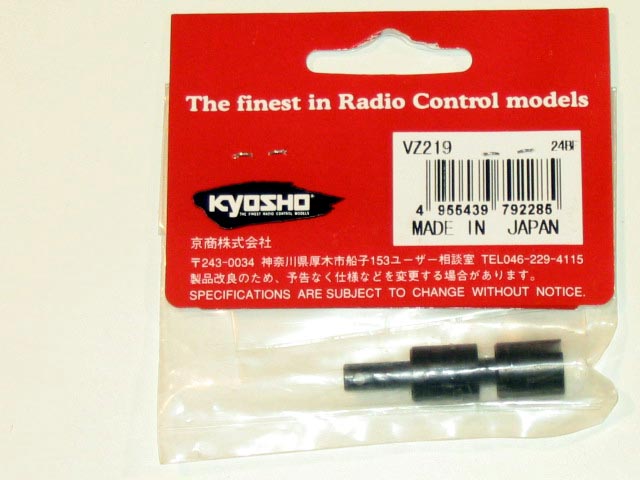 The finest in Radio Control models
VZ219
4 955439 792285
MADE IN JAPAN
KYOSHO
THE FINEST RADIO CONTROL MODELS
京商株式会社
〒243-0034 神奈川県厚木市船子153ユーザー相談室 TEL046-229-4115
製品改良のため、予告なく仕様などを変更する場合があります。
SPECIFICATIONS ARE SUBJECT TO CHANGE WITHOUT NOTICE.